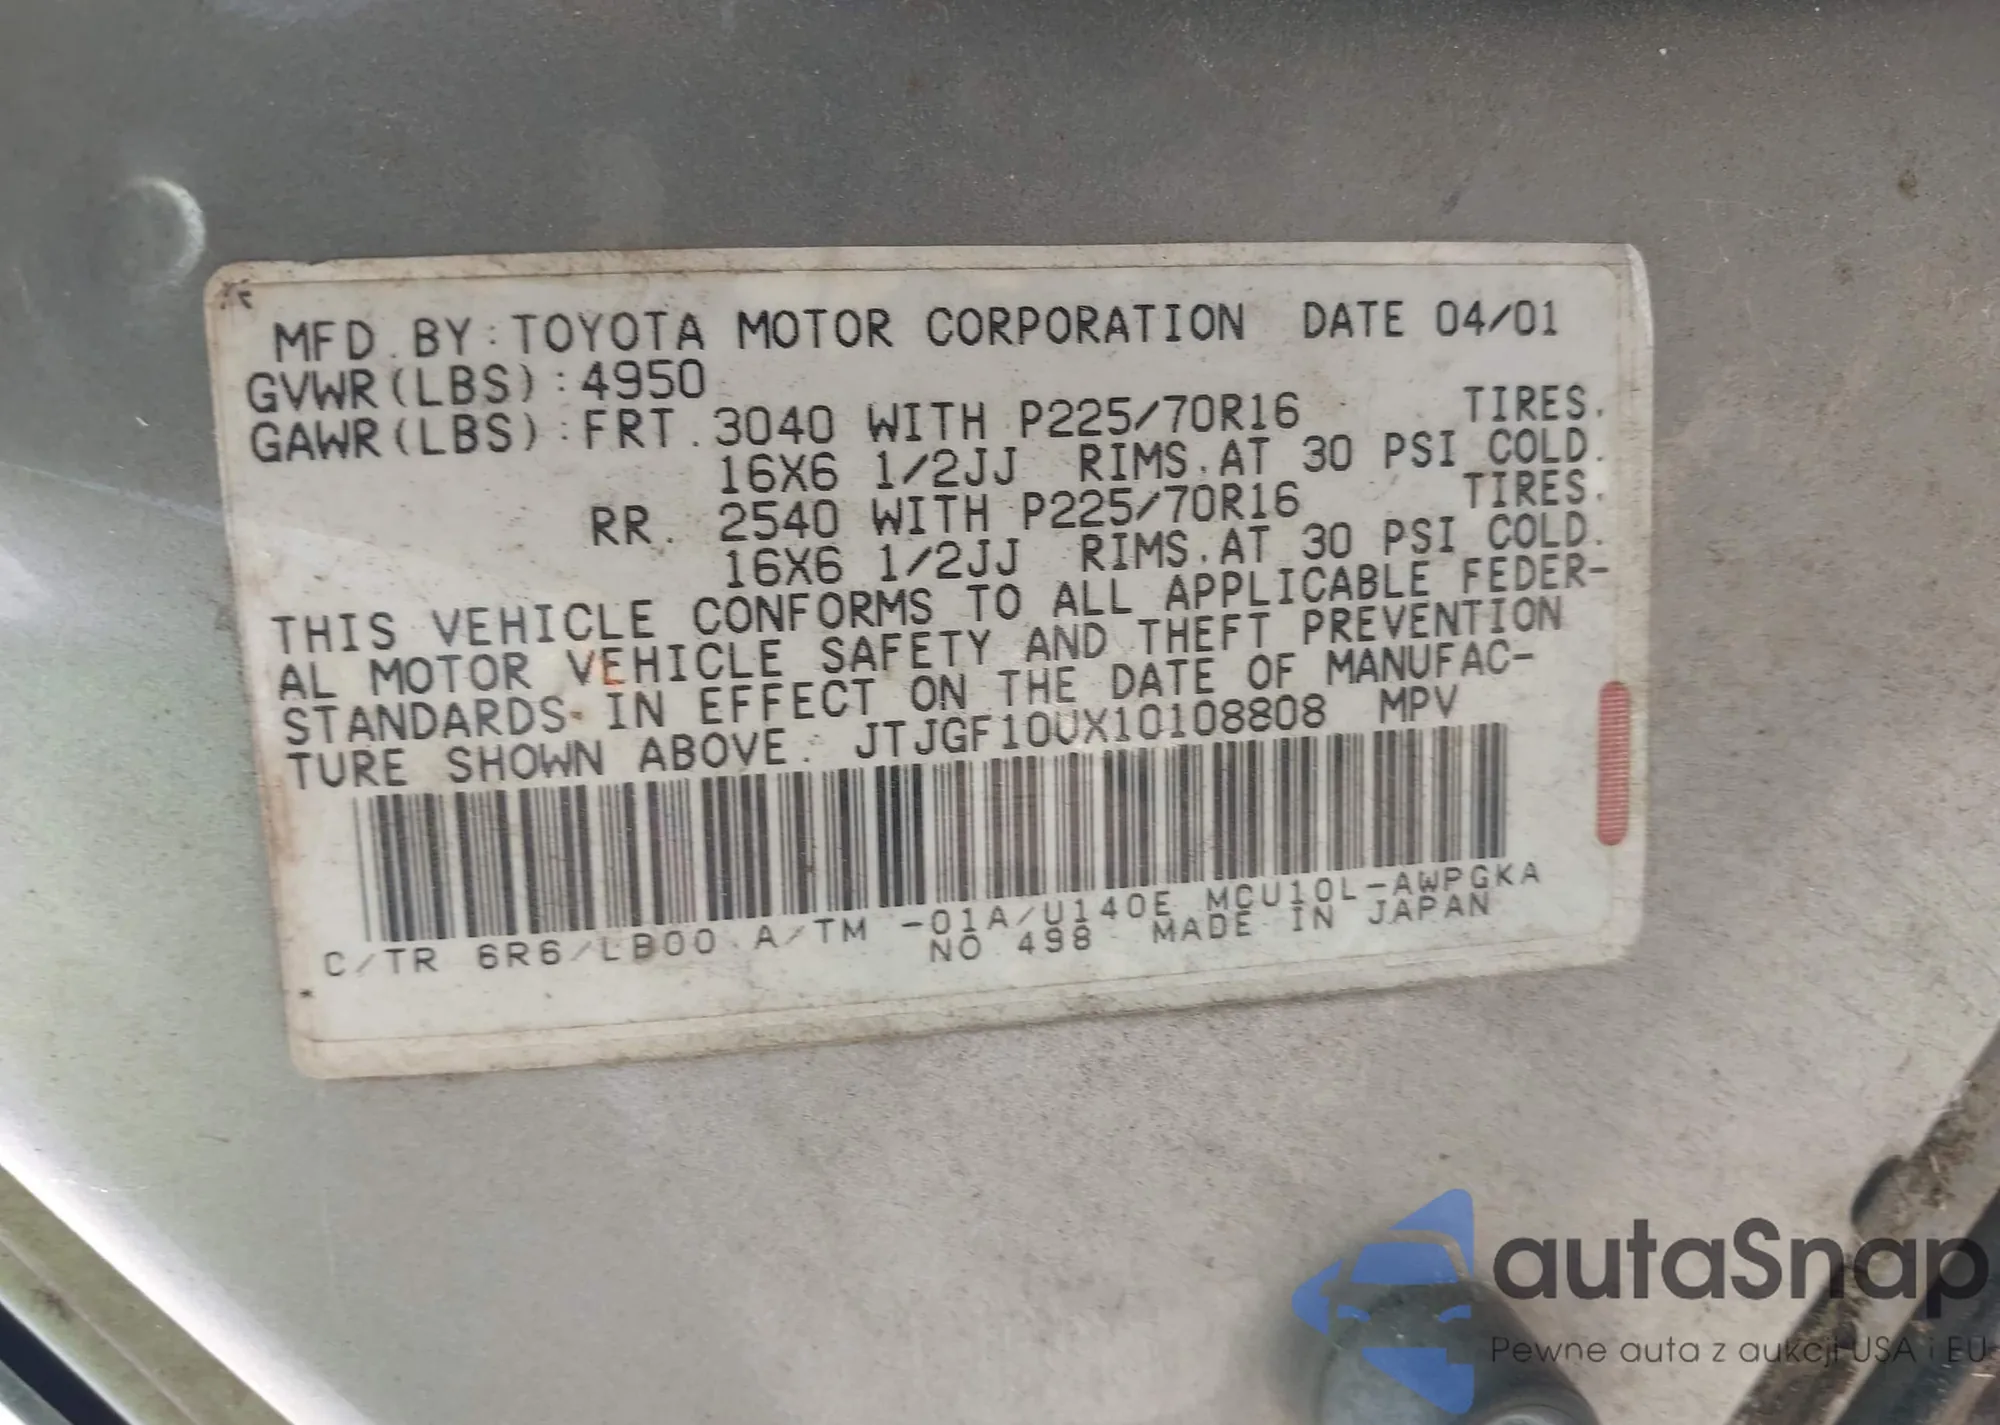 MFD. BY: TOYOTA MOTOR CORPORATION DATE 04/01
GVWR(LBS): 4950
GAWR(LBS): FRT. 3040 WITH P225/70R16 TIRES.
16X6 1/2JJ RIMS. AT 30 PSI COLD.
RR. 2540 WITH P225/70R16 TIRES.
16X6 1/2JJ RIMS. AT 30 PSI COLD.
THIS VEHICLE CONFORMS TO ALL APPLICABLE FEDER-
AL MOTOR VEHICLE SAFETY AND THEFT PREVENTION
STANDARDS IN EFFECT ON THE DATE OF MANUFAC-
TURE SHOWN ABOVE. JTJGF10UX10108808 MPV
C/TR 6R6/LB00 A/TM -01A/U140E MCU10L-AWPGKA
NO 498 MADE IN JAPAN
autaSnap
Pewne auta z aukcji USA i EU